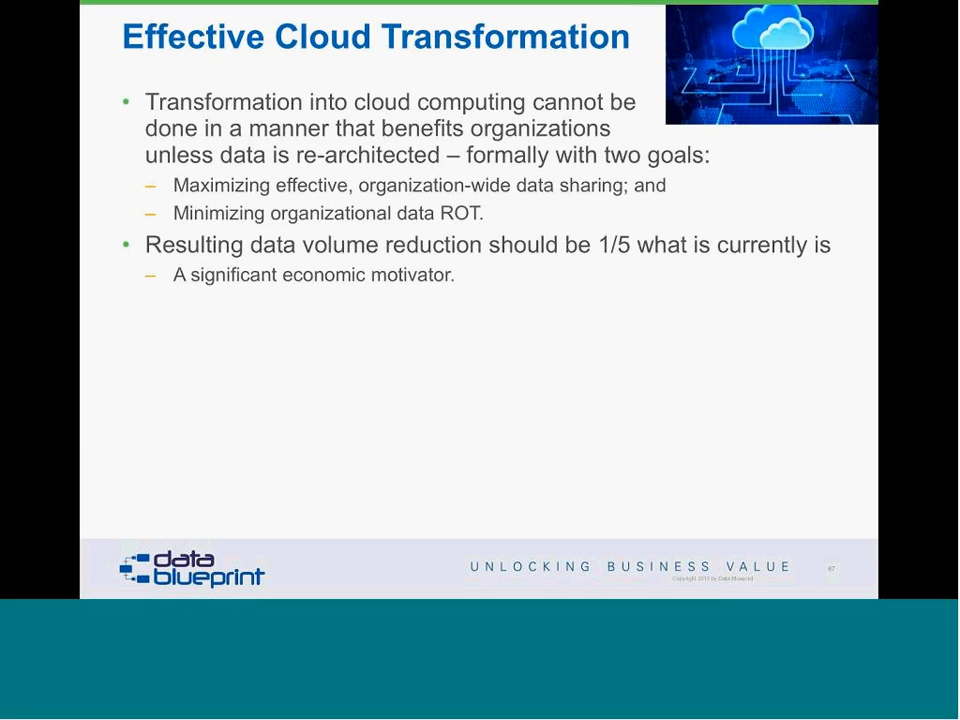 Effective Cloud Transformation
• Transformation into cloud computing cannot be
done in a manner that benefits organizations
unless data is re-architected – formally with two goals:
– Maximizing effective, organization-wide data sharing; and
– Minimizing organizational data ROT.
• Resulting data volume reduction should be 1/5 what is currently is
– A significant economic motivator.
data
blueprint
UNLOCKING BUSINESS VALUE
67